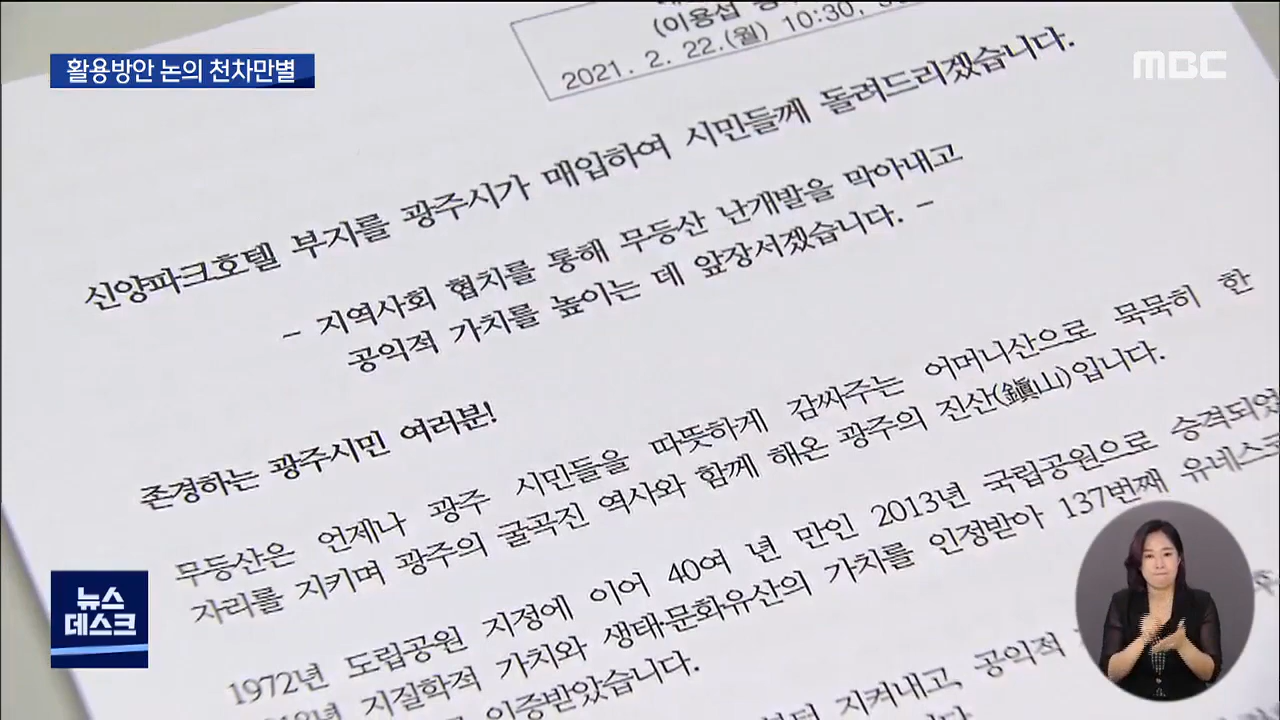 활용방안 논의 천차만별
MBC
(이용섭
2021. 2. 22.(월) 10:30,
신양파크호텔 부지를 광주시가 매입하여 시민들께 돌려드리겠습니다.
- 지역사회 협치를 통해 무등산 난개발을 막아내고
공익적 가치를 높이는 데 앞장서겠습니다. -
존경하는 광주시민 여러분!
무등산은 언제나 광주 시민들을 따뜻하게 감싸주는 어머니산으로 묵묵히 한
자리를 지키며 광주의 굴곡진 역사와 함께 해온 광주의 진산(鎭山)입니다.
1972년 도립공원 지정에 이어 40여 년 만인 2013년 국립공원으로 승격되었
지질학적 가치와 생태·문화유산의 가치를 인정받아 137번째 유네스코
이증받았습니다.
지켜내고, 공익적
뉴스
데스크